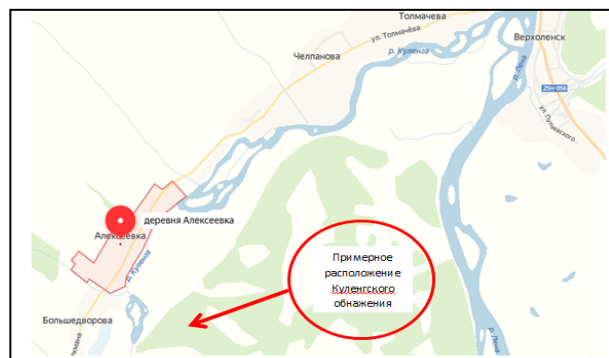 Толмачева
ул. Толмачёва
Верхоленск
Челпанова
р. Куленга
р. Лена
25Н-056
ул. Пуляевского
деревня Алексеевка
Алексеевка
р. Куленга
Примерное
расположение
Куленгского
обнажения
Большедворова
р. Лена